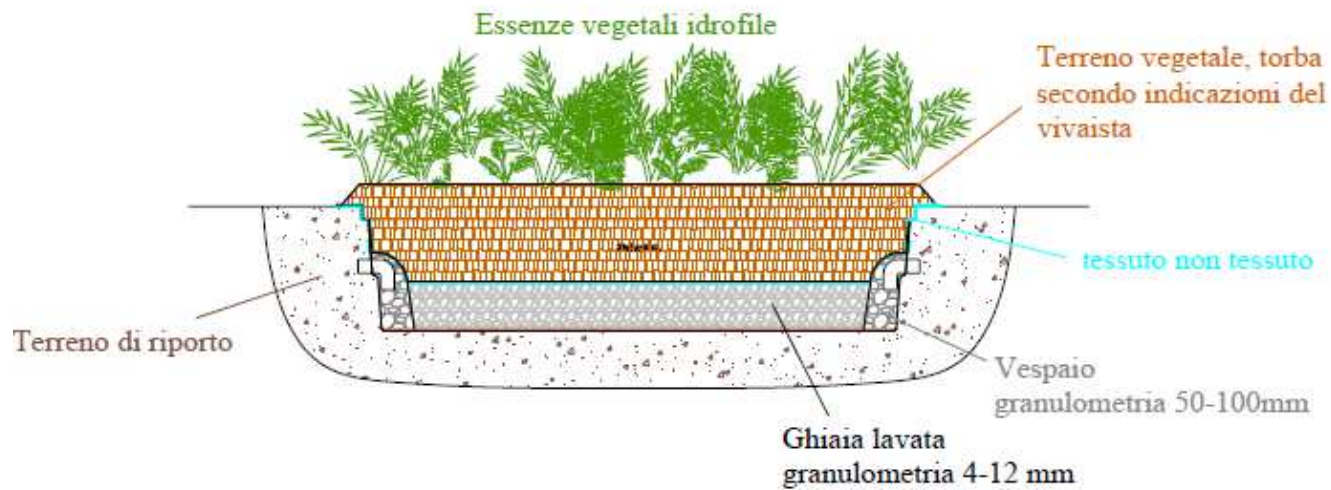 Essenze vegetali idrofile
Terreno vegetale, torba
secondo indicazioni del
vivaista
tessuto non tessuto
Terreno di riporto
Vespaio
granulometria 50-100mm
Ghiaia lavata
granulometria 4-12 mm